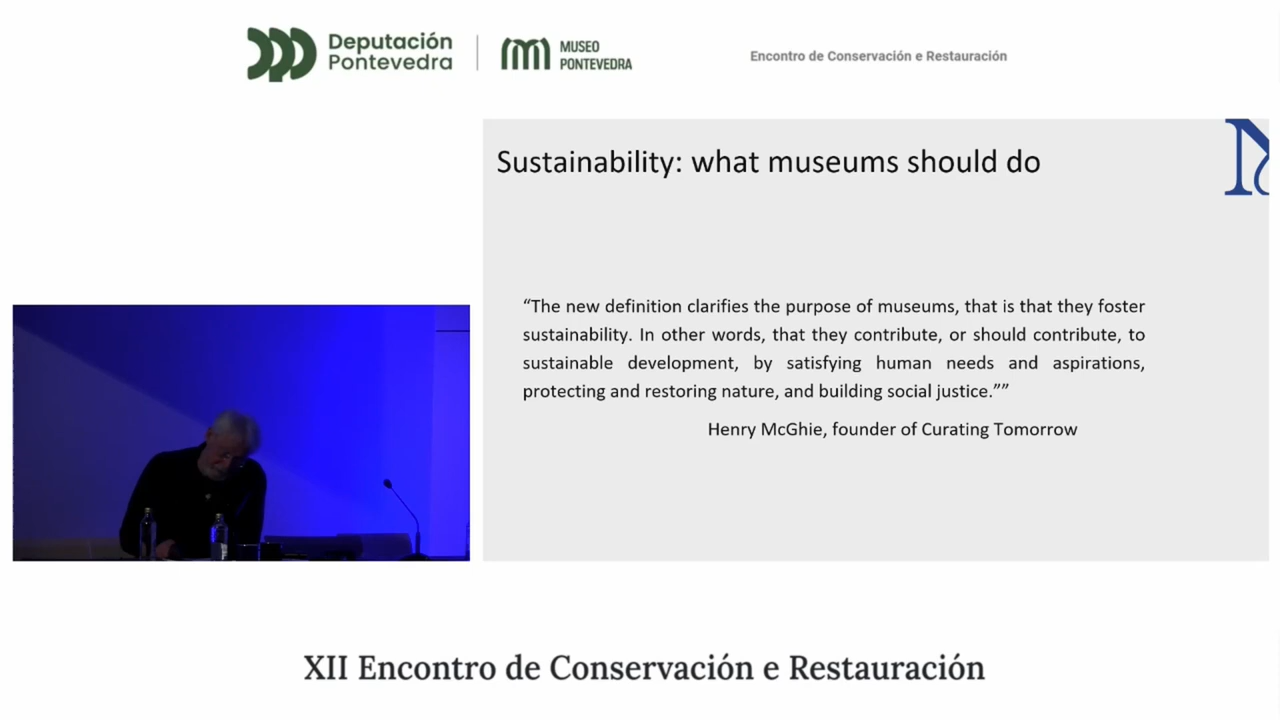 Deputación
Pontevedra
MUSEO
PONTEVEDRA
Encontro de Conservación e Restauración
Sustainability: what museums should do
“The new definition clarifies the purpose of museums, that is that they foster
sustainability. In other words, that they contribute, or should contribute, to
sustainable development, by satisfying human needs and aspirations,
protecting and restoring nature, and building social justice.””
Henry McGhie, founder of Curating Tomorrow
XII Encontro de Conservación e Restauración